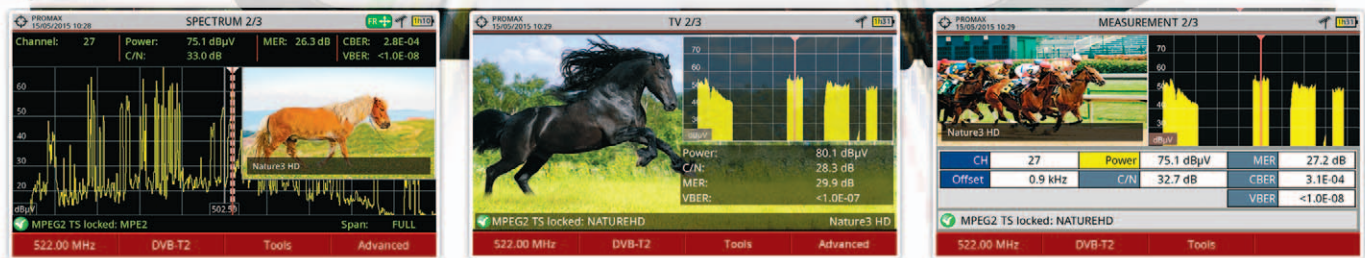 PROMAX
15/05/2015 10:28
SPECTRUM 2/3
FR
1h10
Channel: 27 Power: 75.1 dBµV MER: 26.3 dB CBER: 2.8E-04
C/N: 33.0 dB VBER: <1.0E-08
60
50
40
30
20
dBµV
502.50
Nature3 HD
MPEG2 TS locked: MPE2 Span: FULL
522.00 MHz DVB-T2 Tools Advanced
PROMAX
15/05/2015 10:29
TV 2/3
1h31
70
60
50
40
30
dBµV
Power: 80.1 dBµV
C/N: 28.3 dB
MER: 29.9 dB
VBER: <1.0E-07
MPEG2 TS locked: NATUREHD Nature3 HD
522.00 MHz DVB-T2 Tools Advanced
PROMAX
15/05/2015 10:29
MEASUREMENT 2/3
1h31
Nature3 HD
70
60
50
40
dBµV
CH 27 Power 75.1 dBµV MER 27.2 dB
Offset 0.9 kHz C/N 32.7 dB CBER 3.1E-04
VBER <1.0E-08
MPEG2 TS locked: NATUREHD
522.00 MHz DVB-T2 Tools